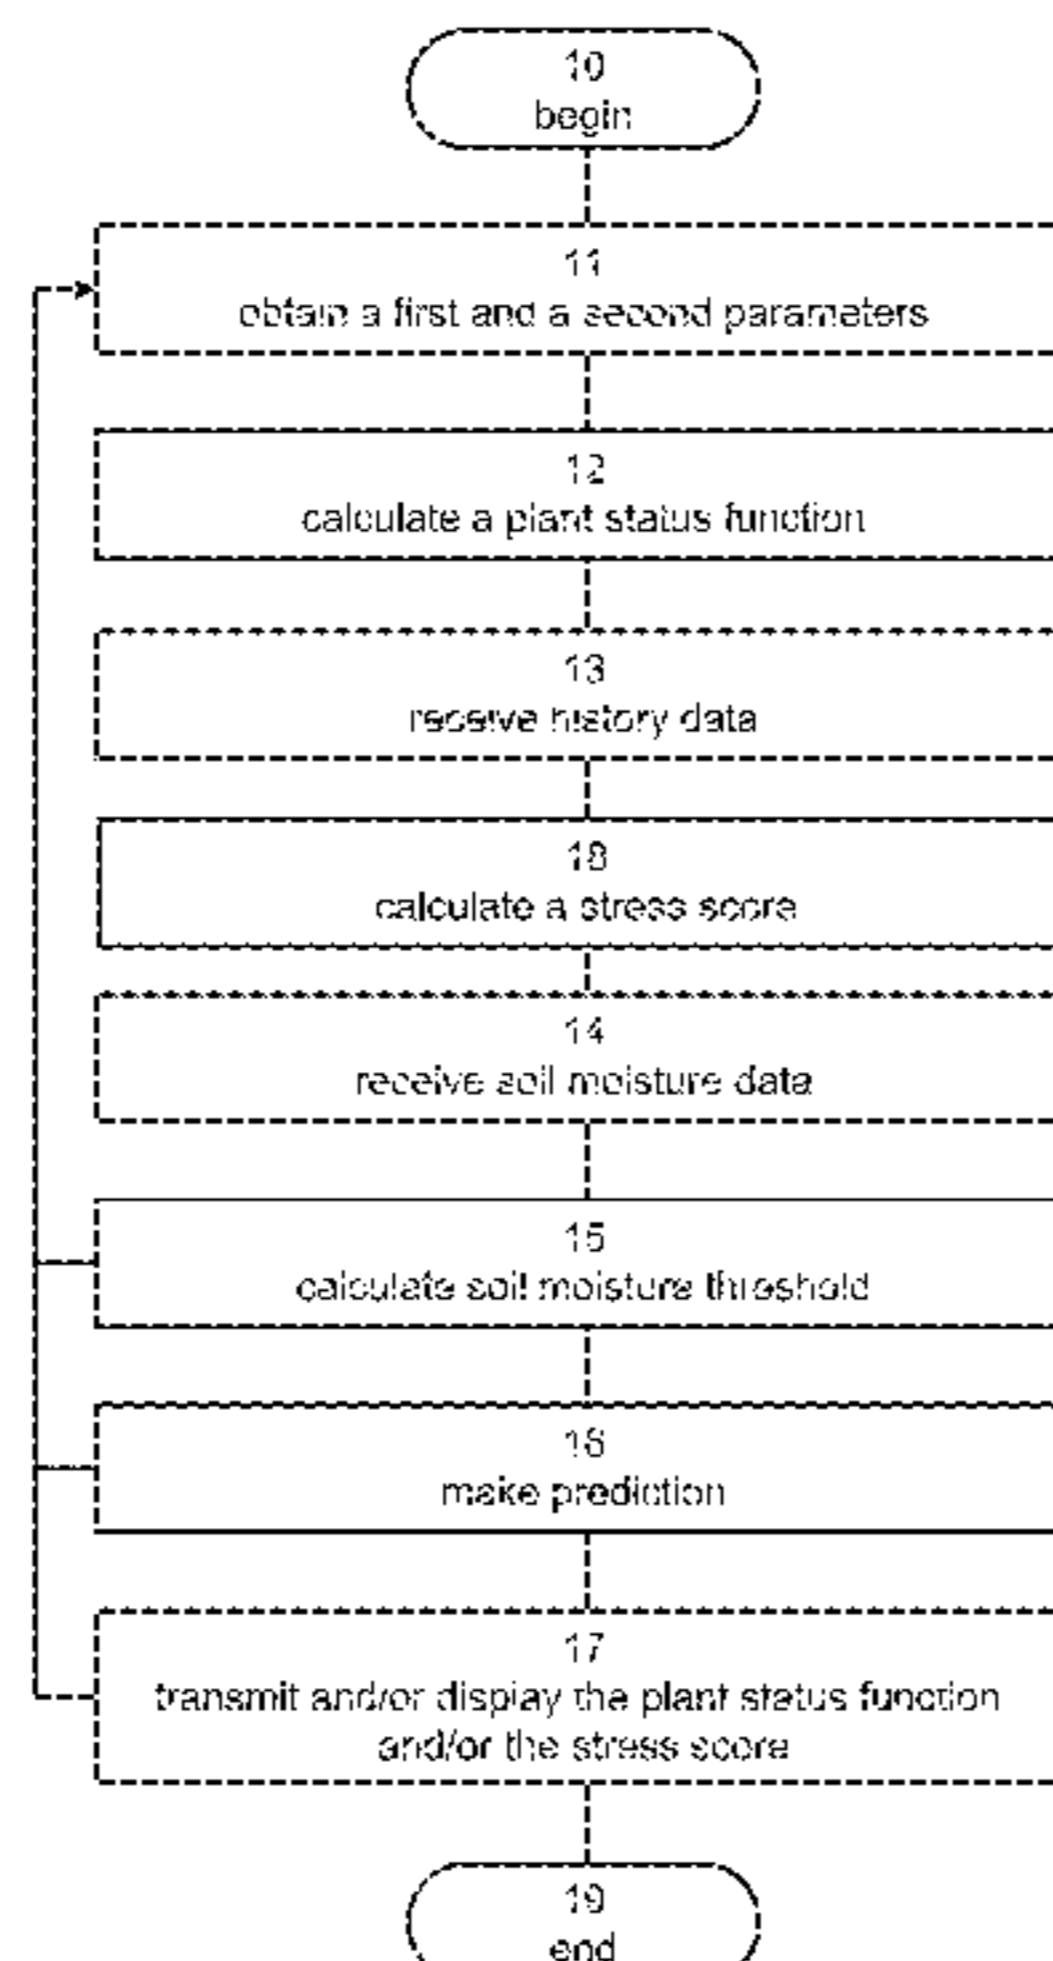 10
begin
11
obtain a first and a second parameters
12
calculate a plant status function
13
receive history data
18
calculate a stress score
14
receive soil moisture data
15
calculate soil moisture threshold
16
make prediction
17
transmit and/or display the plant status function
and/or the stress score
19
end